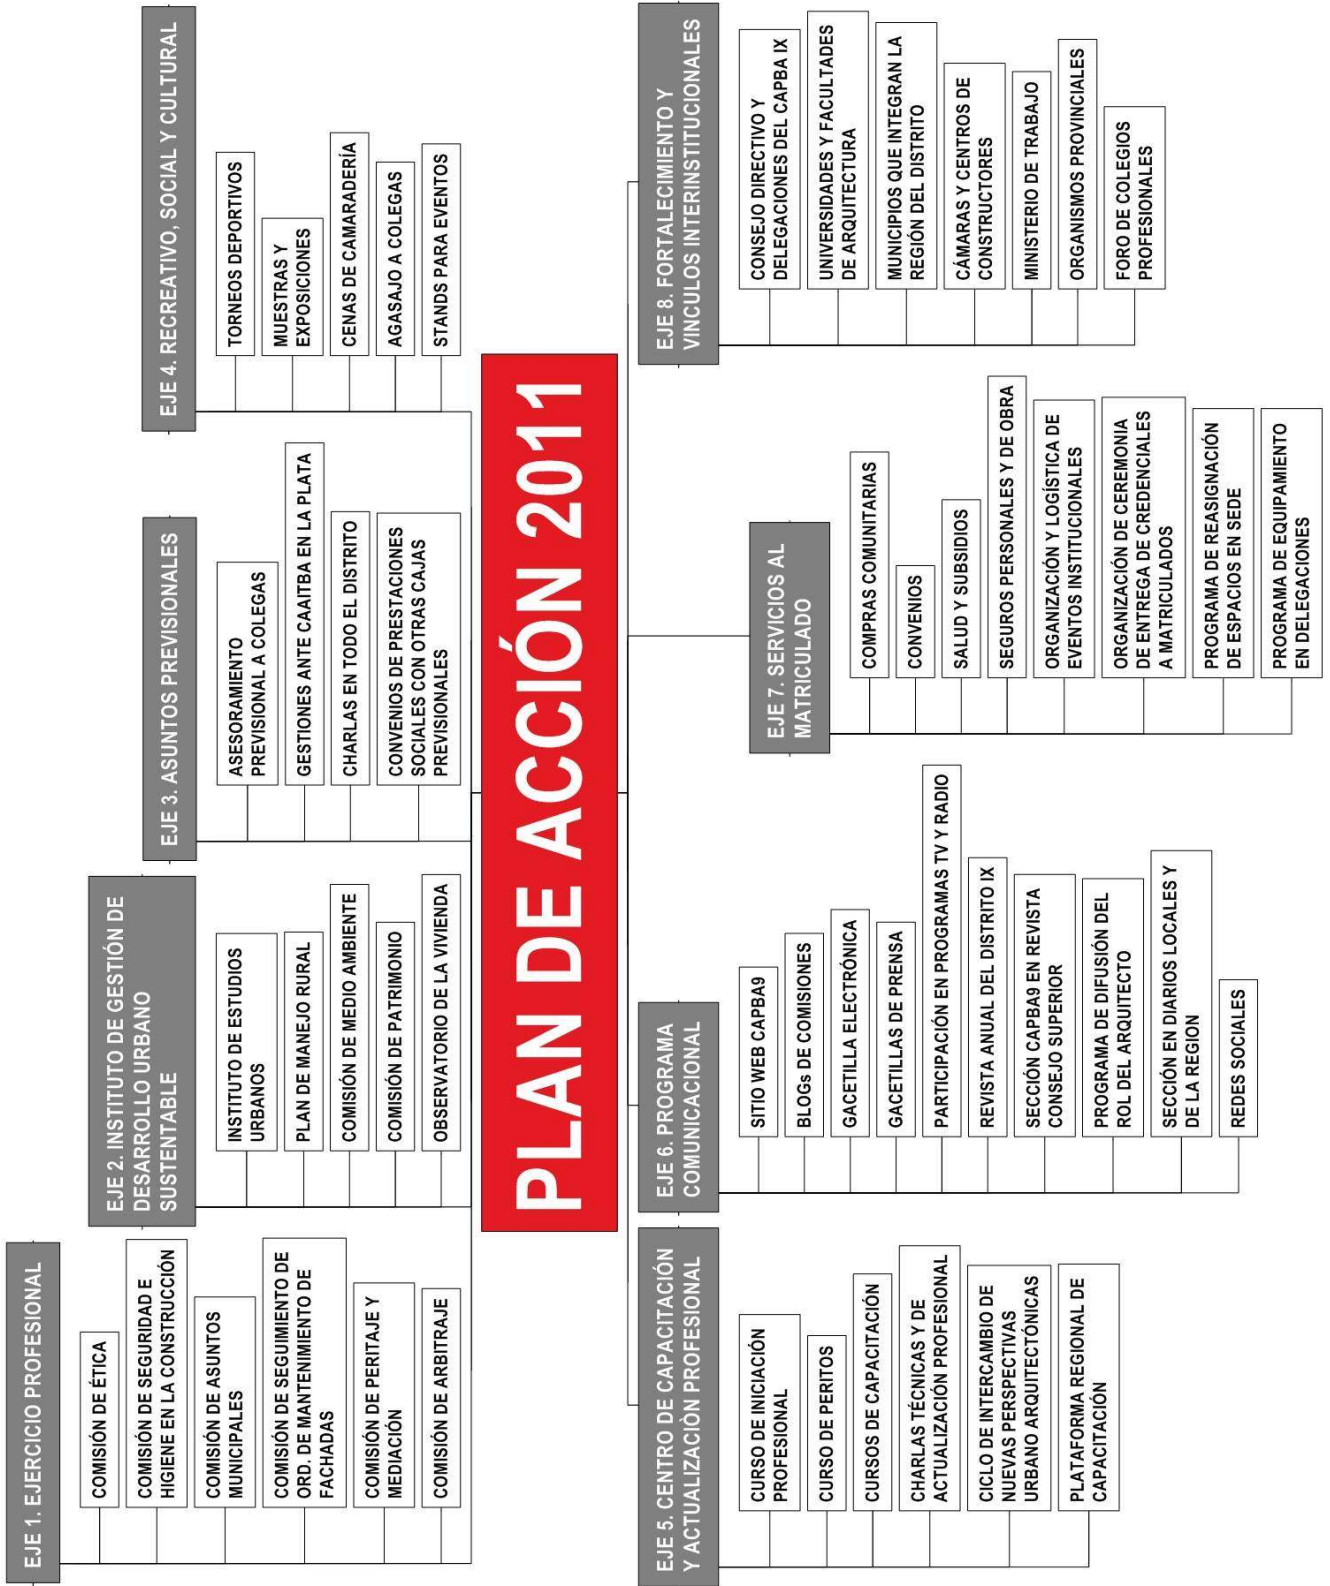 EJE 1. EJERCICIO PROFESIONAL
COMISIÓN DE ÉTICA
COMISIÓN DE SEGURIDAD E
HIGIENE EN LA CONSTRUCCIÓN
COMISIÓN DE ASUNTOS
MUNICIPALES
COMISIÓN DE SEGUIMIENTO DE
ORD. DE MANTENIMIENTO DE
FACHADAS
COMISIÓN DE PERITAJE Y
MEDIACIÓN
COMISIÓN DE ARBITRAJE
EJE 2. INSTITUTO DE GESTIÓN DE
DESARROLLO URBANO
SUSTENTABLE
INSTITUTO DE ESTUDIOS
URBANOS
PLAN DE MANEJO RURAL
COMISIÓN DE MEDIO AMBIENTE
COMISIÓN DE PATRIMONIO
OBSERVATORIO DE LA VIVIENDA
EJE 3. ASUNTOS PREVISIONALES
ASESORAMIENTO
PREVISIONAL A COLEGAS
GESTIONES ANTE CAAITBA EN LA PLATA
CHARLAS EN TODO EL DISTRITO
CONVENIOS DE PRESTACIONES
SOCIALES CON OTRAS CAJAS
PREVISIONALES
EJE 4. RECREATIVO, SOCIAL Y CULTURAL
TORNEOS DEPORTIVOS
MUESTRAS Y
EXPOSICIONES
CENAS DE CAMARADERÍA
AGASAJO A COLEGAS
STANDS PARA EVENTOS
PLAN DE ACCIÓN 2011
EJE 5. CENTRO DE CAPACITACIÓN
Y ACTUALIZACIÒN PROFESIONAL
CURSO DE INICIACIÓN
PROFESIONAL
CURSO DE PERITOS
CURSOS DE CAPACITACIÓN
CHARLAS TÉCNICAS Y DE
ACTUALIZACIÓN PROFESIONAL
CICLO DE INTERCAMBIO DE
NUEVAS PERSPECTIVAS
URBANO ARQUITECTÓNICAS
PLATAFORMA REGIONAL DE
CAPACITACIÓN
EJE 6. PROGRAMA
COMUNICACIONAL
SITIO WEB CAPBA9
BLOGs DE COMISIONES
GACETILLA ELECTRÓNICA
GACETILLAS DE PRENSA
PARTICIPACIÓN EN PROGRAMAS TV Y RADIO
REVISTA ANUAL DEL DISTRITO IX
SECCIÓN CAPBA9 EN REVISTA
CONSEJO SUPERIOR
PROGRAMA DE DIFUSIÓN DEL
ROL DEL ARQUITECTO
SECCIÓN EN DIARIOS LOCALES Y
DE LA REGION
REDES SOCIALES
EJE 7. SERVICIOS AL
MATRICULADO
COMPRAS COMUNITARIAS
CONVENIOS
SALUD Y SUBSIDIOS
SEGUROS PERSONALES Y DE OBRA
ORGANIZACIÓN Y LOGÍSTICA DE
EVENTOS INSTITUCIONALES
ORGANIZACIÓN DE CEREMONIA
DE ENTREGA DE CREDENCIALES
A MATRICULADOS
PROGRAMA DE REASIGNACIÓN
DE ESPACIOS EN SEDE
PROGRAMA DE EQUIPAMIENTO
EN DELEGACIONES
EJE 8. FORTALECIMIENTO Y
VINCULOS INTERINSTITUCIONALES
CONSEJO DIRECTIVO Y
DELEGACIONES DEL CAPBA IX
UNIVERSIDADES Y FACULTADES
DE ARQUITECTURA
MUNICIPIOS QUE INTEGRAN LA
REGIÓN DEL DISTRITO
CÁMARAS Y CENTROS DE
CONSTRUCTORES
MINISTERIO DE TRABAJO
ORGANISMOS PROVINCIALES
FORO DE COLEGIOS
PROFESIONALES